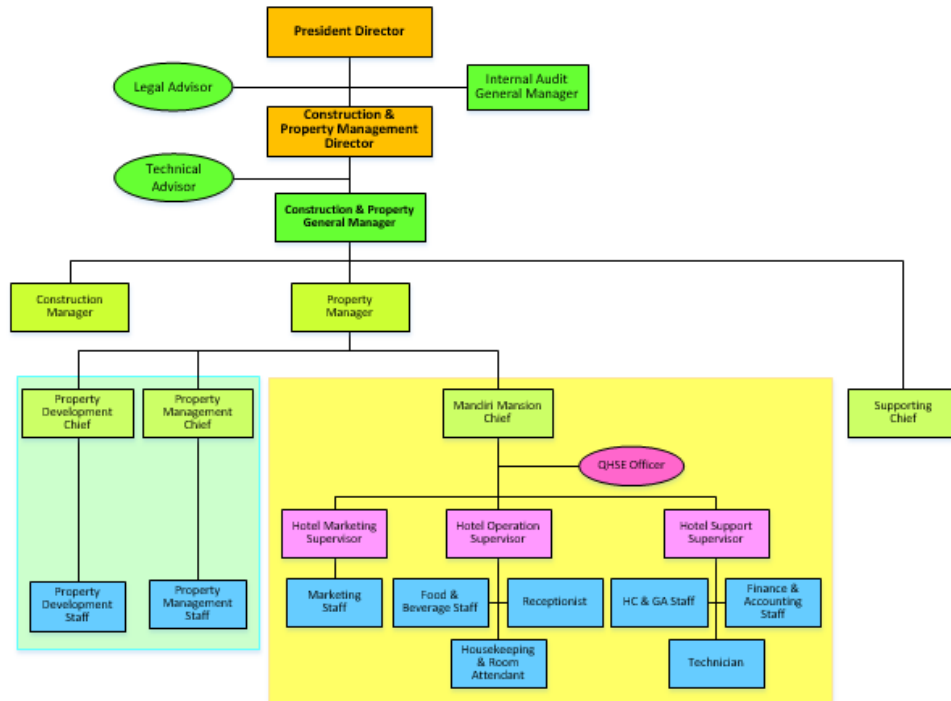 President Director
Legal Advisor
Internal Audit
General Manager
Construction &
Property Management
Director
Technical
Advisor
Construction & Property
General Manager
Construction
Manager
Property
Manager
Property
Development
Chief
Property
Management
Chief
Mandiri Mansion
Chief
Supporting
Chief
QHSE Officer
Hotel Marketing
Supervisor
Hotel Operation
Supervisor
Hotel Support
Supervisor
Property
Development
Staff
Property
Management
Staff
Marketing
Staff
Food &
Beverage Staff
Receptionist
HC & GA Staff
Finance &
Accounting
Staff
Housekeeping
& Room
Attendant
Technician